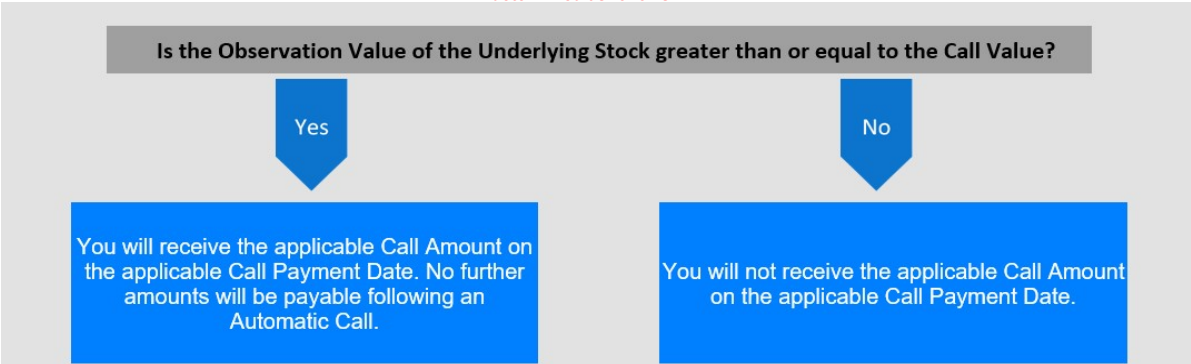 Is the Observation Value of the Underlying Stock greater than or equal to the Call Value?
Yes
No
You will receive the applicable Call Amount on
the applicable Call Payment Date. No further
amounts will be payable following an
Automatic Call.
You will not receive the applicable Call Amount
on the applicable Call Payment Date.